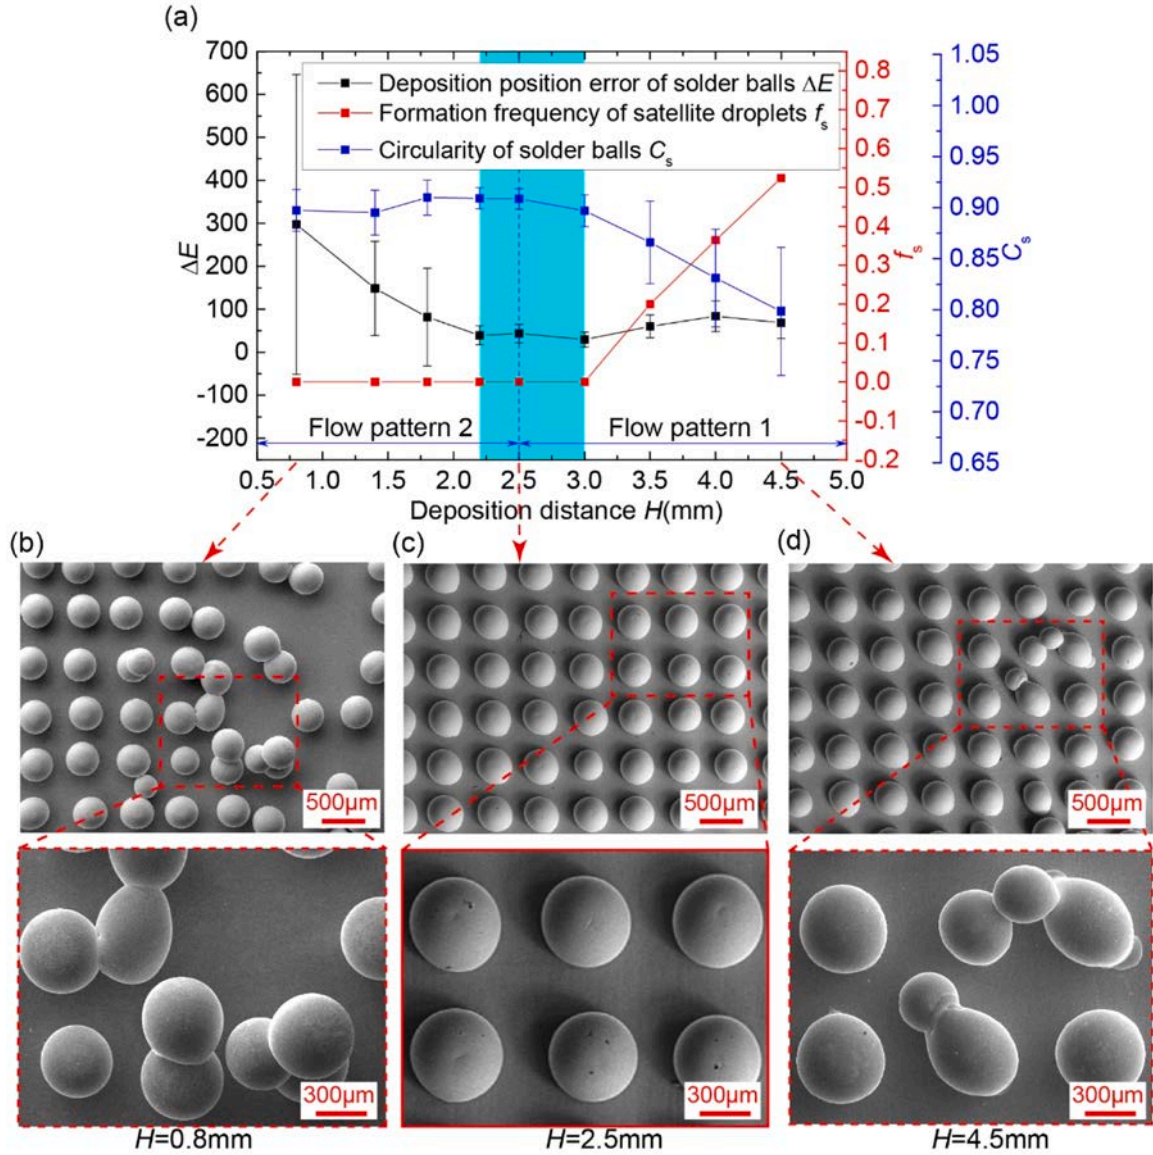 (a)
700
600
500
400
300
200
100
0
-100
-200
ΔE
Deposition position error of solder balls ΔE
Formation frequency of satellite droplets fs
Circularity of solder balls Cs
0.8
0.7
0.6
0.5
0.4
0.3
0.2
0.1
0.0
-0.1
-0.2
fs
1.05
1.00
0.95
0.90
0.85
0.80
0.75
0.70
0.65
Cs
Flow pattern 2
Flow pattern 1
0.5 1.0 1.5 2.0 2.5 3.0 3.5 4.0 4.5 5.0
Deposition distance H(mm)
(b)
(c)
(d)
500μm
500μm
500μm
300μm
300μm
300μm
H=0.8mm
H=2.5mm
H=4.5mm